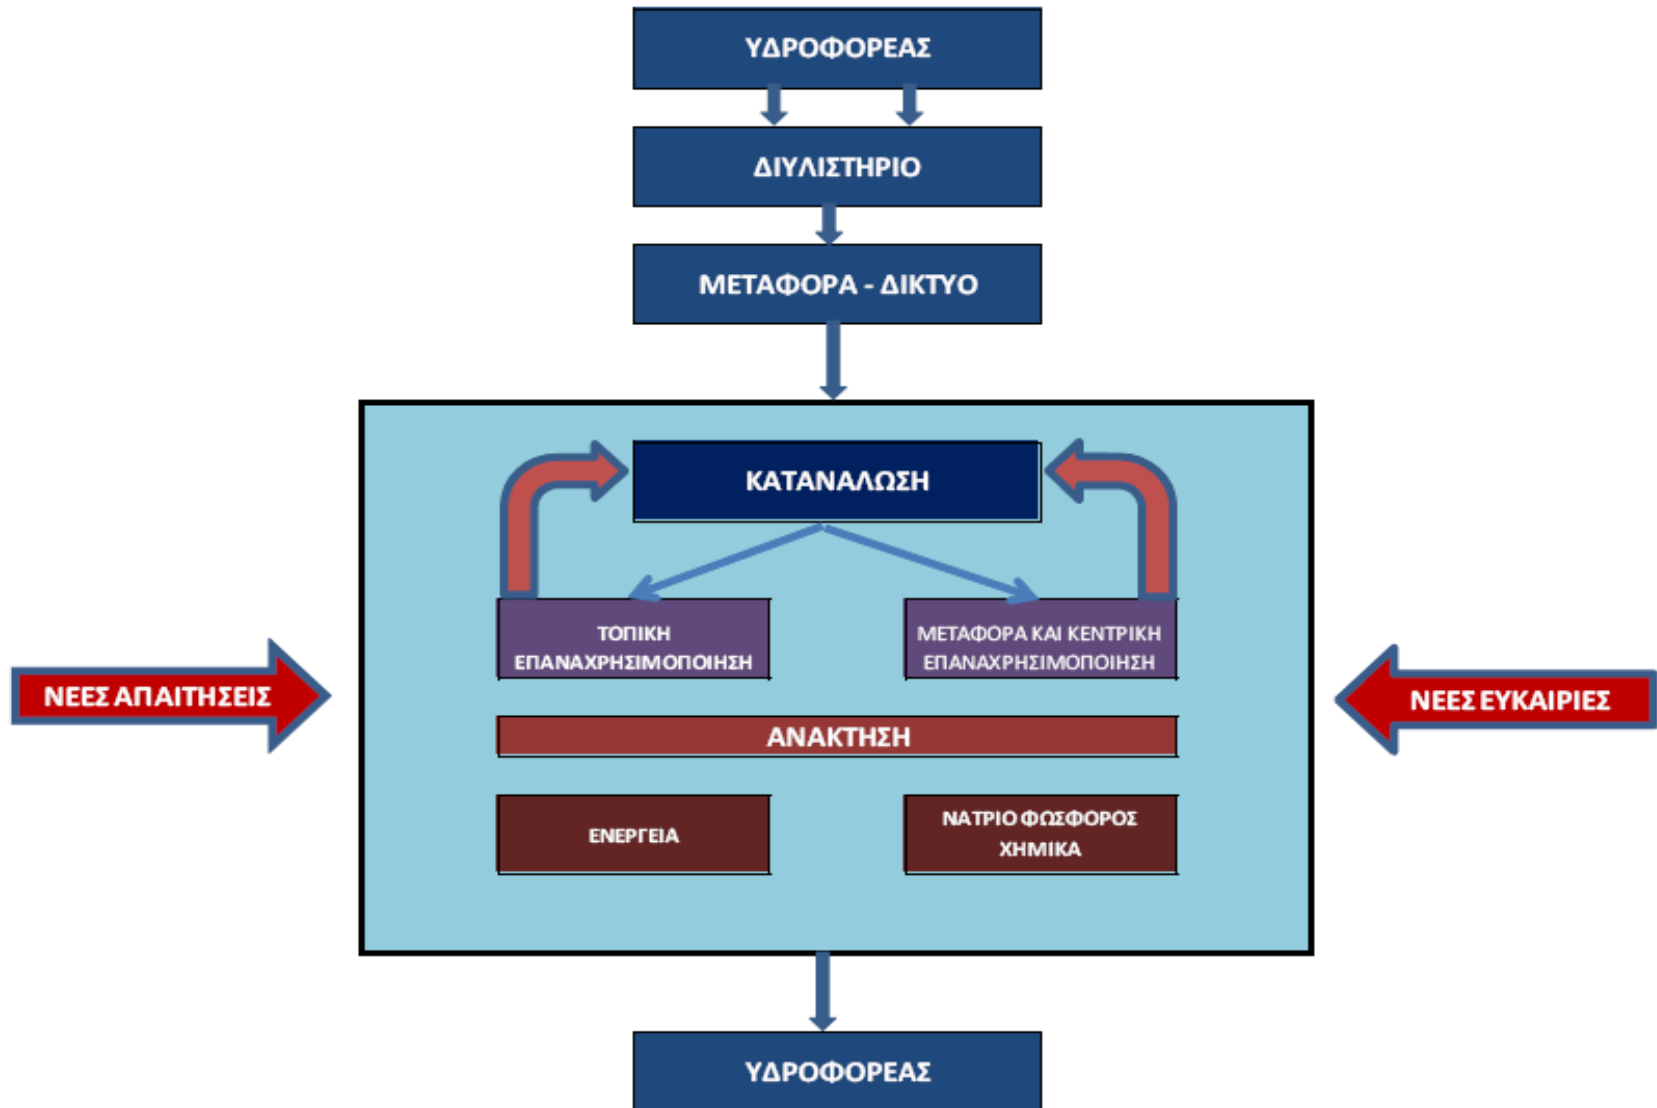 ΥΔΡΟΦΟΡΕΑΣ
ΔΙΥΛΙΣΤΗΡΙΟ
ΜΕΤΑΦΟΡΑ - ΔΙΚΤΥΟ
ΚΑΤΑΝΑΛΩΣΗ
ΤΟΠΙΚΗ
ΕΠΑΝΑΧΡΗΣΙΜΟΠΟΙΗΣΗ
ΜΕΤΑΦΟΡΑ ΚΑΙ ΚΕΝΤΡΙΚΗ
ΕΠΑΝΑΧΡΗΣΙΜΟΠΟΙΗΣΗ
ΝΕΕΣ ΑΠΑΙΤΗΣΕΙΣ
ΝΕΕΣ ΕΥΚΑΙΡΙΕΣ
ΑΝΑΚΤΗΣΗ
ΕΝΕΡΓΕΙΑ
ΝΑΤΡΙΟ ΦΩΣΦΟΡΟΣ
ΧΗΜΙΚΑ
ΥΔΡΟΦΟΡΕΑΣ